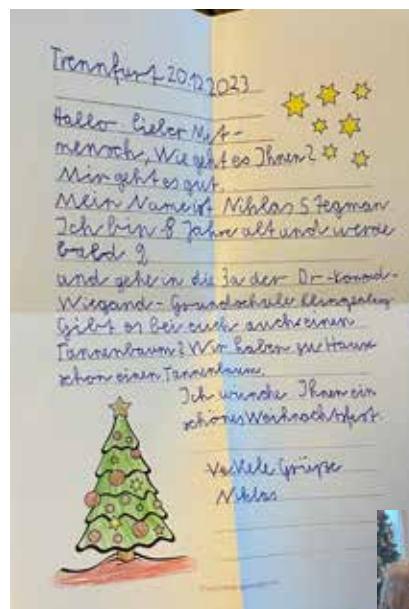 Trennfurt 20.12.2023
Hallo lieber Mit-
mensch, Wie geht es Ihnen?
Mir geht es gut.
Mein Name ist Niklas Stegman
Ich bin 8 Jahre alt und werde
bald 9
und gehe in die 3a der Dr-Konrad-
Wiegand-Grundschule Klingenberg
Gibt es bei euch auch einen
Tannenbaum? Wir haben zu Hause
schon einen Tannenbaum.
Ich wünsche Ihnen ein
schönes Weihnachtsfest.
Grüße
Niklas